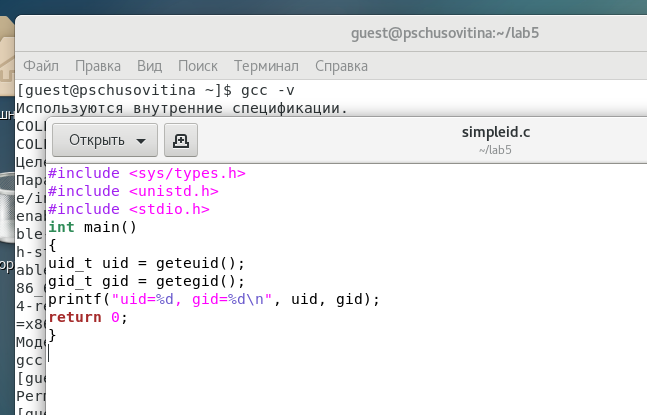 guest@pschusovitina:~/lab5
Файл Правка Вид Поиск Терминал Справка
[guest@pschusovitina ~]$ gcc -v
Используются внутренние спецификации.
Открыть
simpleid.c
~/lab5
#include <sys/types.h>
#include <unistd.h>
#include <stdio.h>
int main()
{
uid_t uid = geteuid();
gid_t gid = getegid();
printf("uid=%d, gid=%d\n", uid, gid);
return 0;
}
gcc